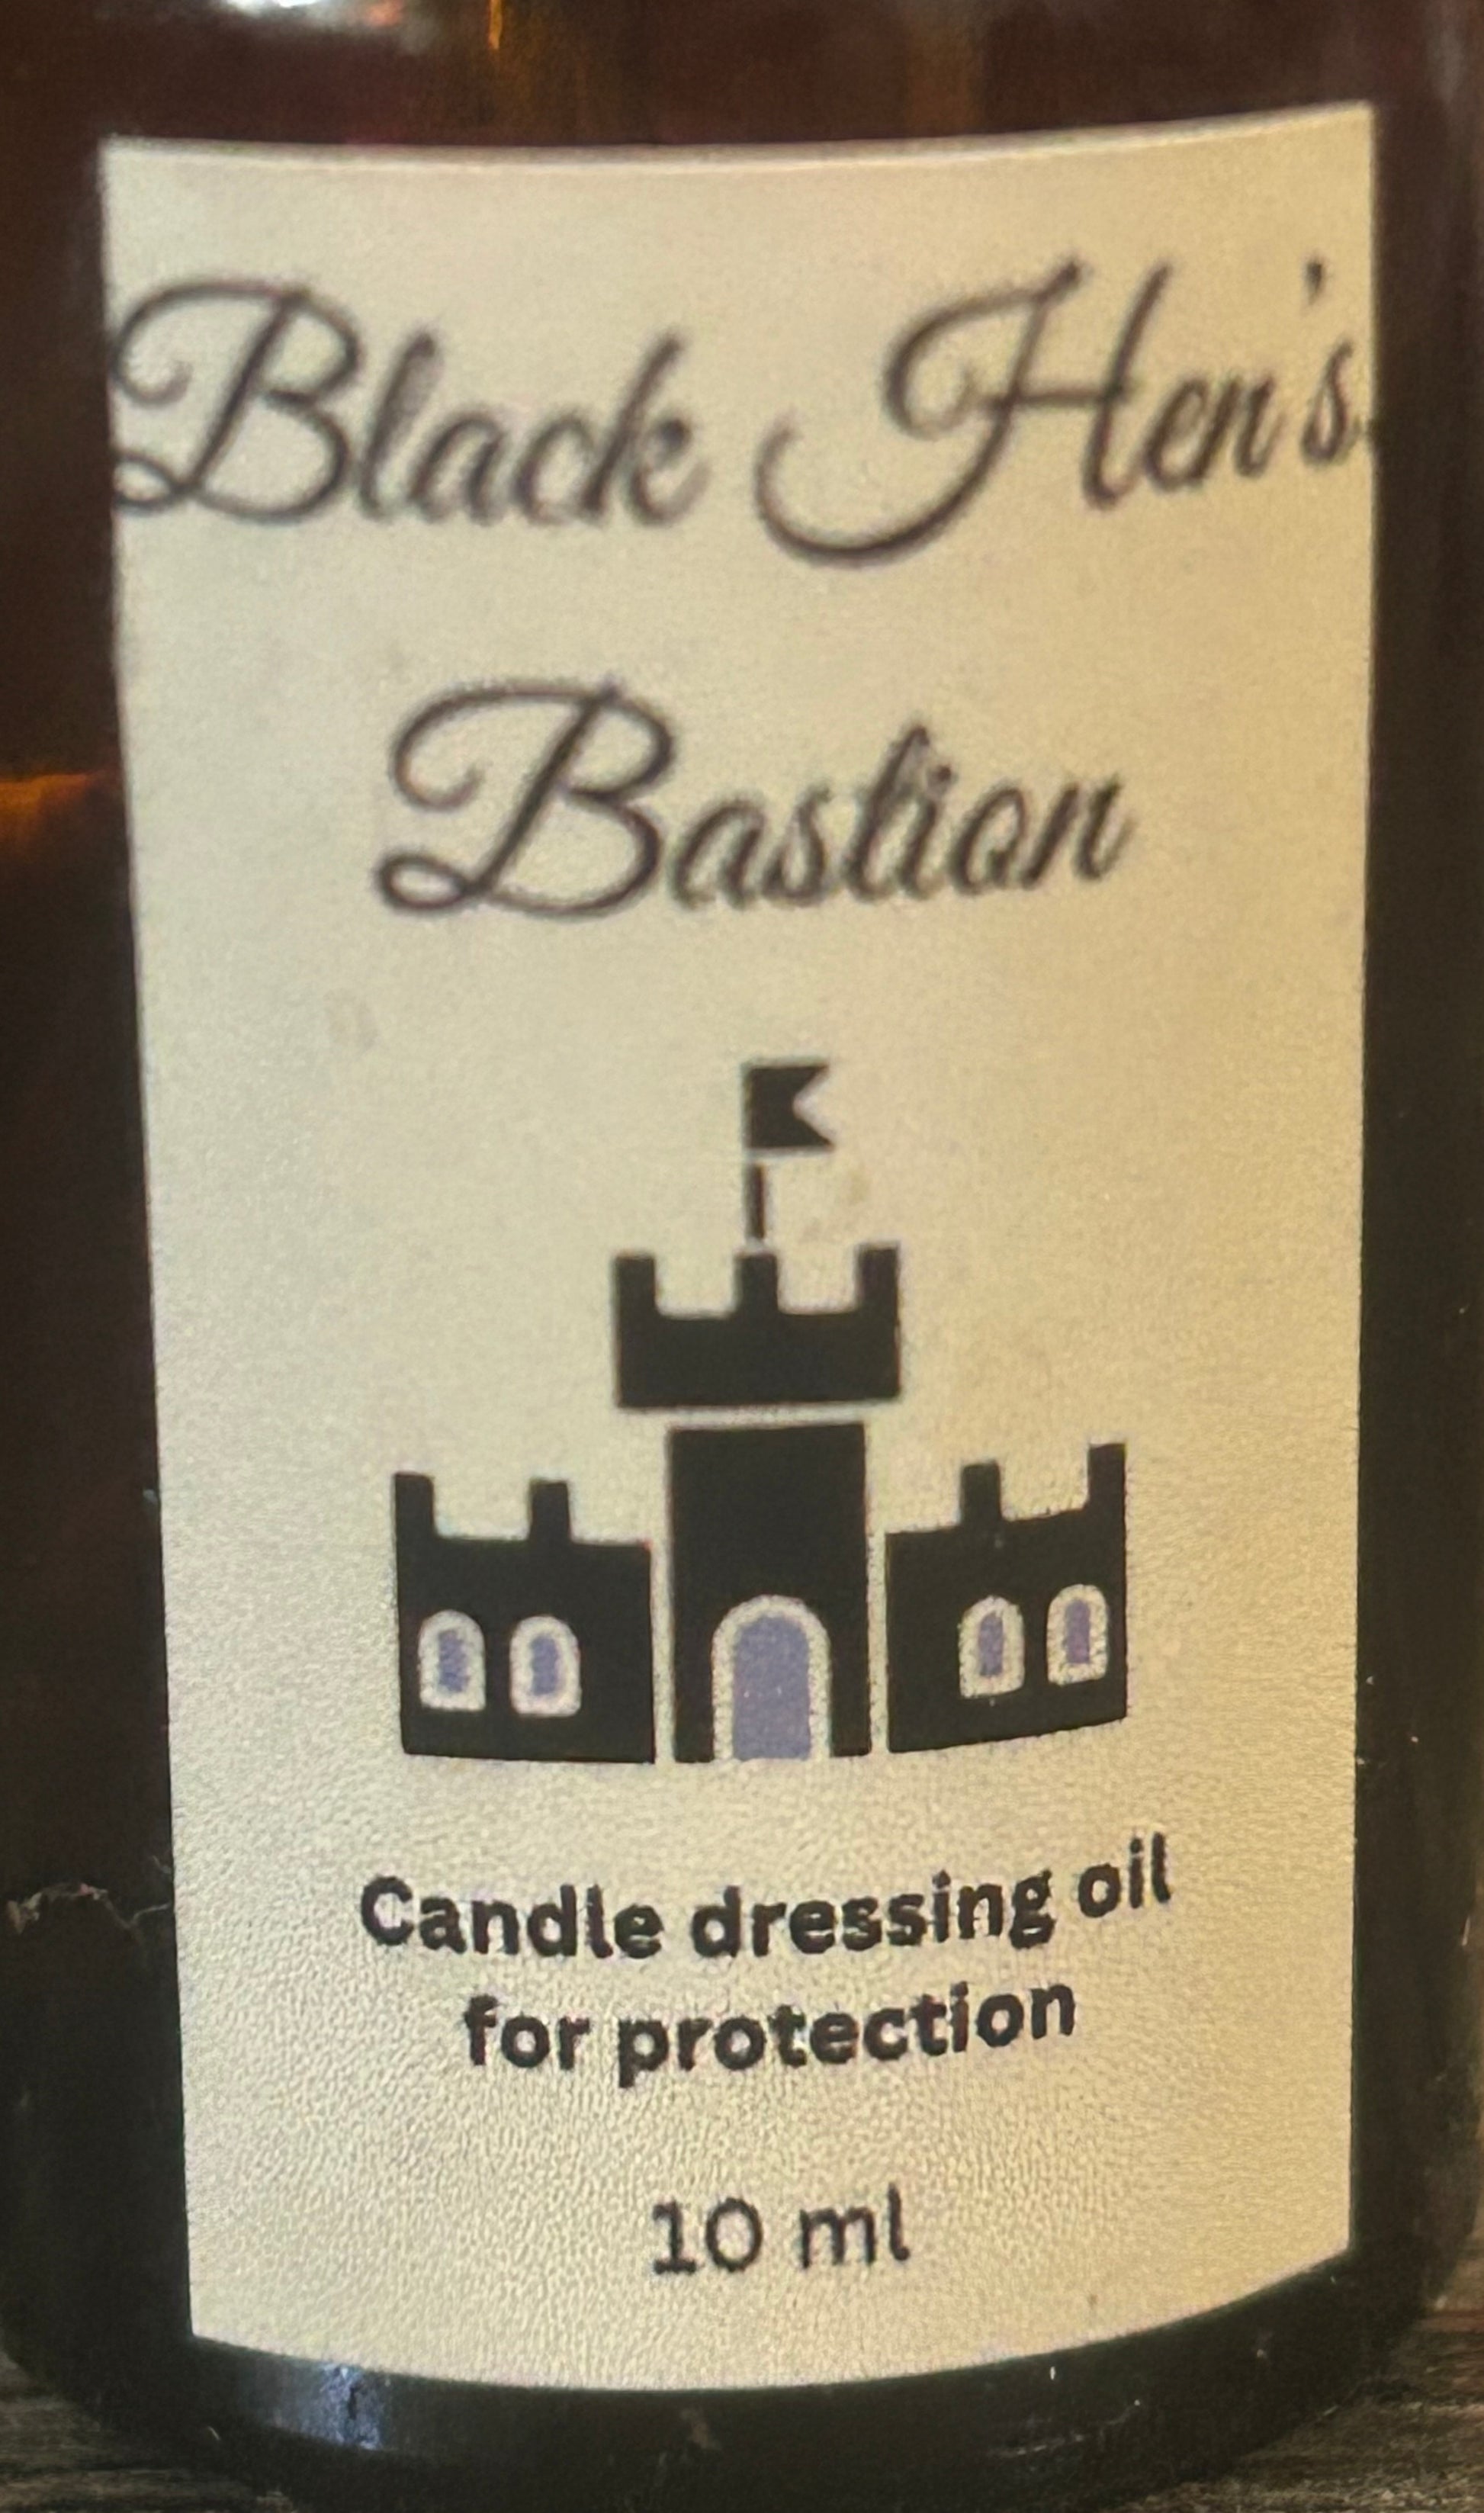 Black Hen's
Bastion
Candle dressing oil
for protection
10 ml